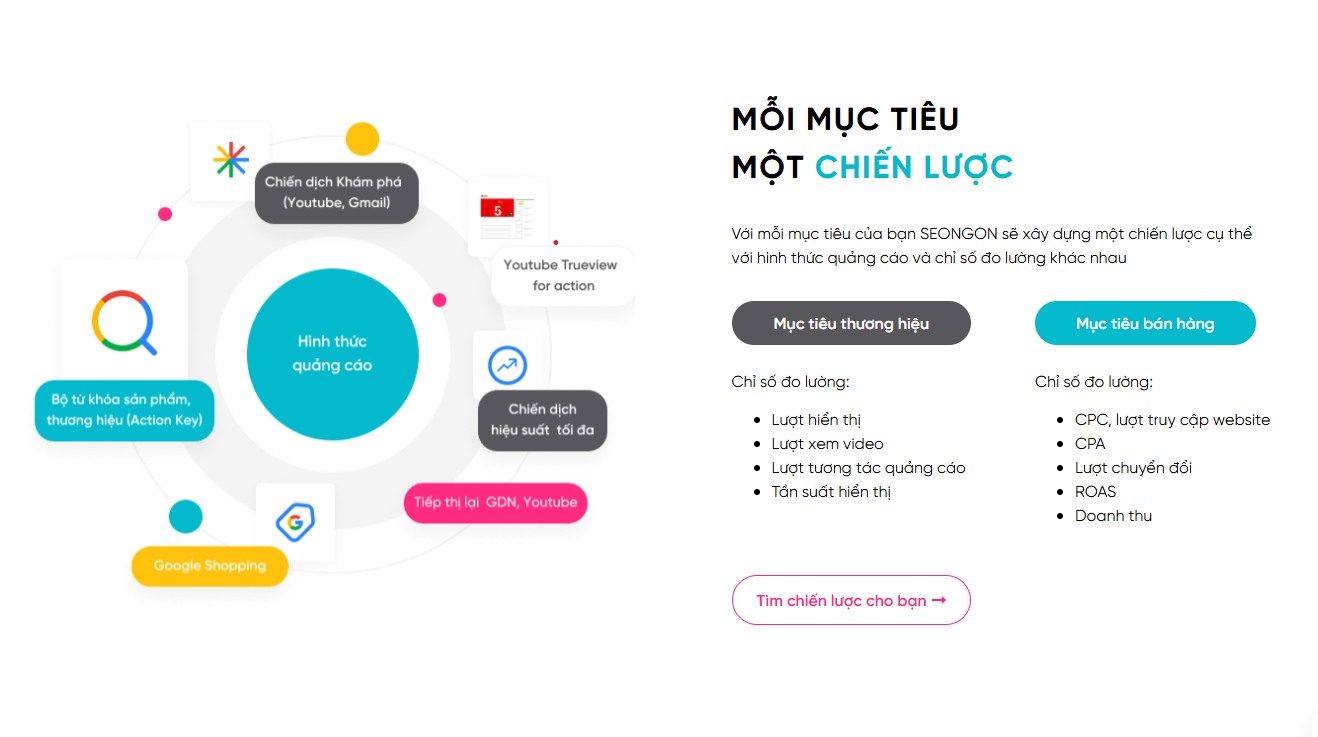 Chiến dịch Khám phá
(Youtube, Gmail)
5
Youtube Trueview
for action
Hình thức
quảng cáo
Bộ từ khóa sản phẩm,
thương hiệu (Action Key)
Chiến dịch
hiệu suất tối đa
Tiếp thị lại GDN, Youtube
G
Google Shopping
MỖI MỤC TIÊU
MỘT CHIẾN LƯỢC
Với mỗi mục tiêu của bạn SEONGON sẽ xây dựng một chiến lược cụ thể
với hình thức quảng cáo và chỉ số đo lường khác nhau
Mục tiêu thương hiệu
Chỉ số đo lường:
Lượt hiển thị
Lượt xem video
Lượt tương tác quảng cáo
Tần suất hiển thị
Mục tiêu bán hàng
Chỉ số đo lường:
CPC, lượt truy cập website
CPA
Lượt chuyển đổi
ROAS
Doanh thu
Tìm chiến lược cho bạn →